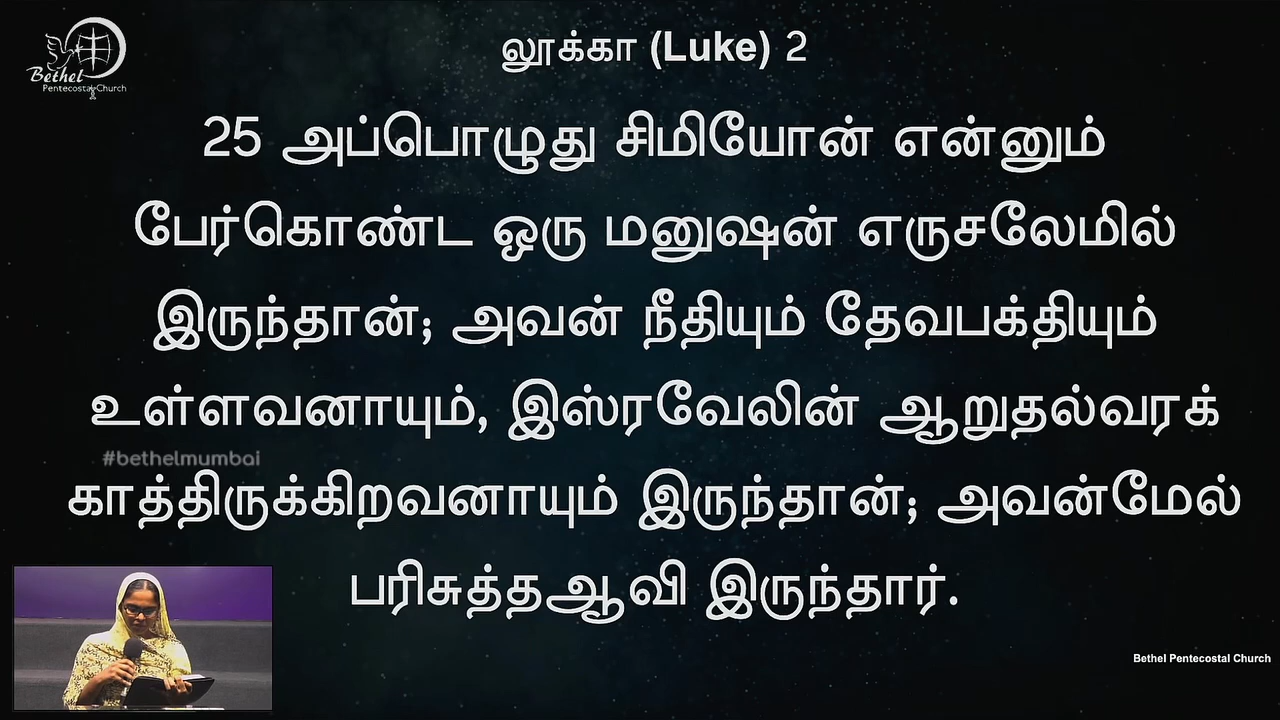 Bethel
Pentecostal Church
லூக்கா (Luke) 2
25 அப்பொழுது சிமியோன் என்னும்
பேர்கொண்ட ஒரு மனுஷன் எருசலேமில்
இருந்தான்; அவன் நீதியும் தேவபக்தியும்
உள்ளவனாயும், இஸ்ரவேலின் ஆறுதல்வரக்
#bethelmumbai
காத்திருக்கிறவனாயும் இருந்தான்; அவன்மேல்
பரிசுத்தஆவி இருந்தார்.
Bethel Pentecostal Church